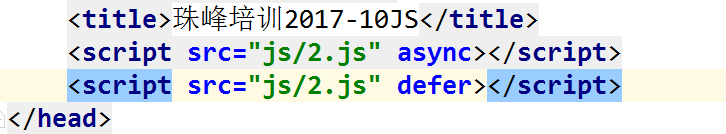 <title>珠峰培训2017-10JS</title>
<script src="js/2.js" async></script>
<script src="js/2.js" defer></script>
</head>